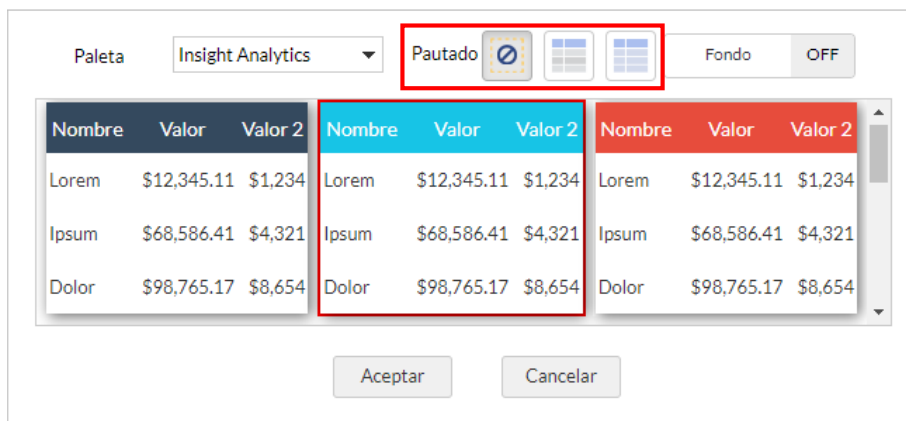 Paleta Insight Analytics Pautado Fondo OFF
Nombre Valor Valor 2 Nombre Valor Valor 2 Nombre Valor Valor 2
Lorem $12,345.11 $1,234 Lorem $12,345.11 $1,234 Lorem $12,345.11 $1,234
Ipsum $68,586.41 $4,321 Ipsum $68,586.41 $4,321 Ipsum $68,586.41 $4,321
Dolor $98,765.17 $8,654 Dolor $98,765.17 $8,654 Dolor $98,765.17 $8,654
Aceptar Cancelar